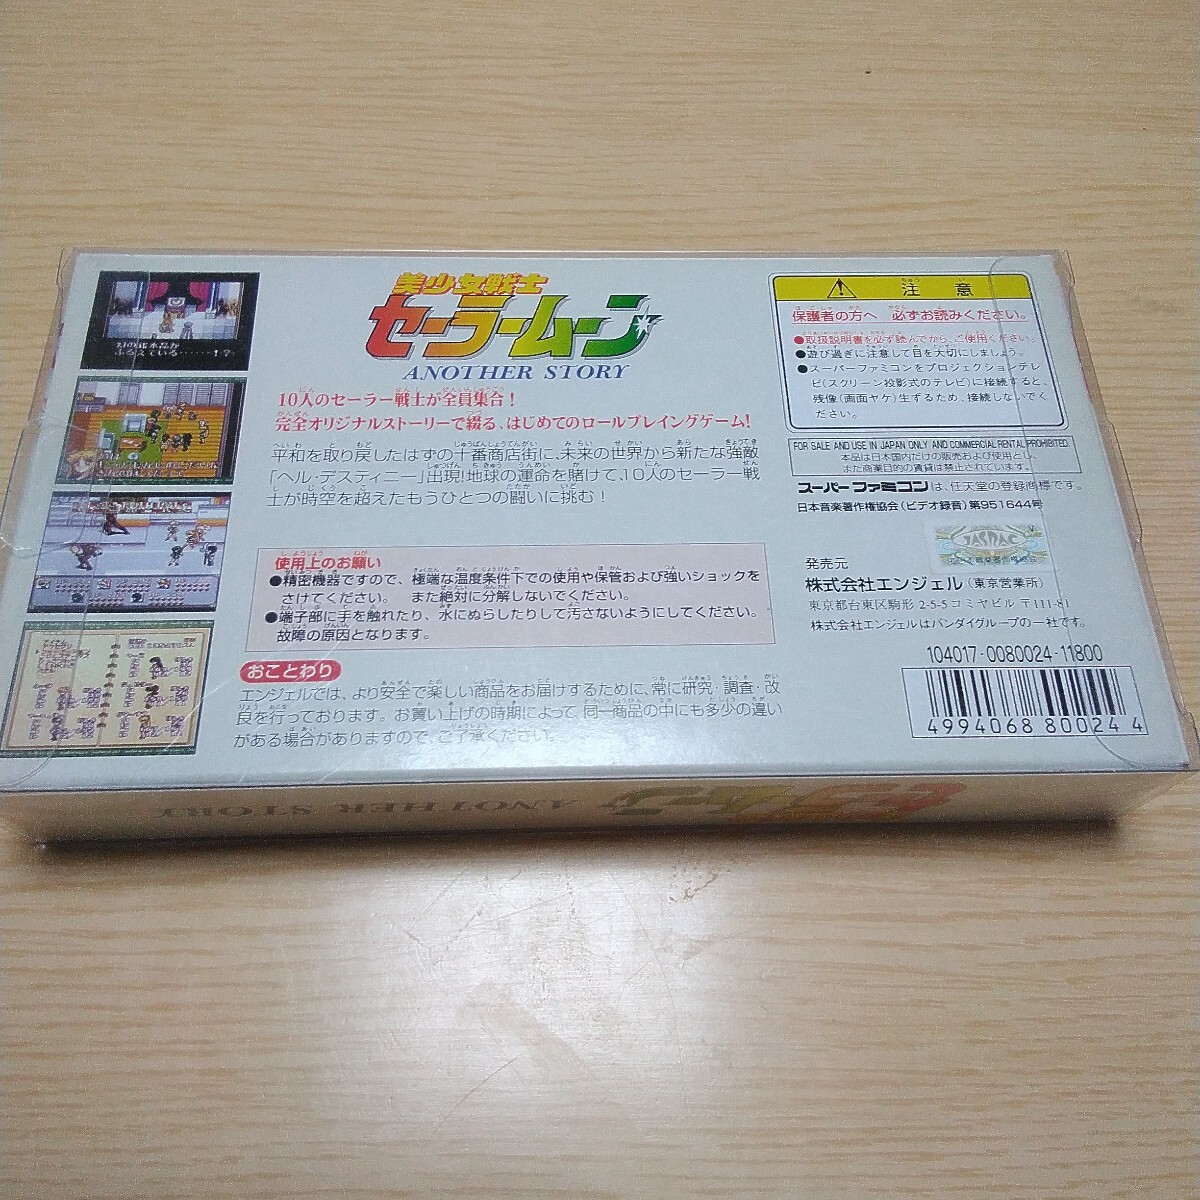 美少女戦士
セーラームーン
ANOTHER STORY
10人のセーラー戦士が全員集合!
完全オリジナルストーリーで綴る、はじめてのロールプレイングゲーム!
平和を取り戻したはずの十番商店街に、未来の世界から新たな強敵
「ヘル・デスティニー」出現!地球の運命を賭けて、10人のセーラー戦
士が時空を超えたもうひとつの闘いに挑む!
使用上のお願い
●精密機器ですので、極端な温度条件下での使用や保管および強いショックを
さけてください。また絶対に分解しないでください。
●端子部に手を触れたり、水にぬらしたりして汚さないようにしてください。
故障の原因となります。
おことわり
エンジェルでは、より安全で楽しい商品をお届けするために、常に研究・調査・改
良を行っております。お買い上げの時期によって、同一商品の中にも多少の違い
がある場合がありますので、ご了承ください。
注意
保護者の方へ 必ずお読みください。
●取扱説明書を必ず読んでから、ご使用ください。
●遊び過ぎに注意して目を大切にしましょう。
●スーパーファミコンをプロジェクションテレ
ビ(スクリーン投影式のテレビ)に接続すると、
残像(画面ヤケ)生ずるため、接続しないでく
ださい。
FOR SALE AND USE IN JAPAN ONLY AND COMMERCIAL RENTAL PROHIBITED.
本品は日本国内だけの販売および使用とし、
また商業目的の賃貸は禁止されています。
スーパーファミコンは、任天堂の登録商標です。
日本音楽著作権協会(ビデオ録音)第951644号
JASRAC
発売元
株式会社エンジェル(東京営業所)
東京都台東区駒形2-5-5コミヤビル 〒111-81
株式会社エンジェルはバンダイグループの一社です。
104017-0080024-11800
4994068800244
ANOTHER STORY